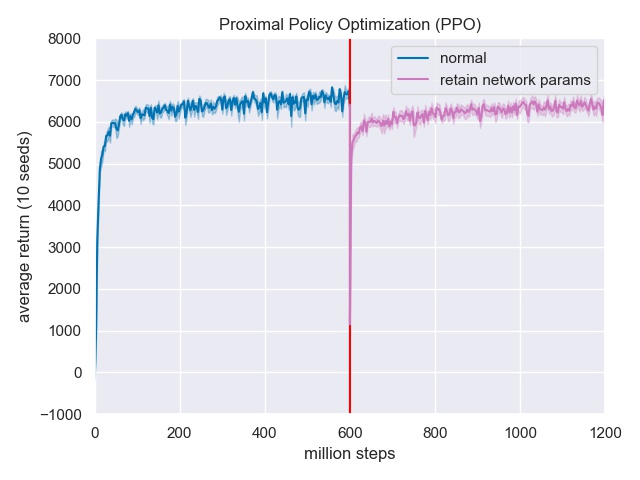 Proximal Policy Optimization (PPO)
8000
7000
6000
5000
4000
3000
2000
1000
0
−1000
average return (10 seeds)
normal
retain network params
0 200 400 600 800 1000 1200
million steps